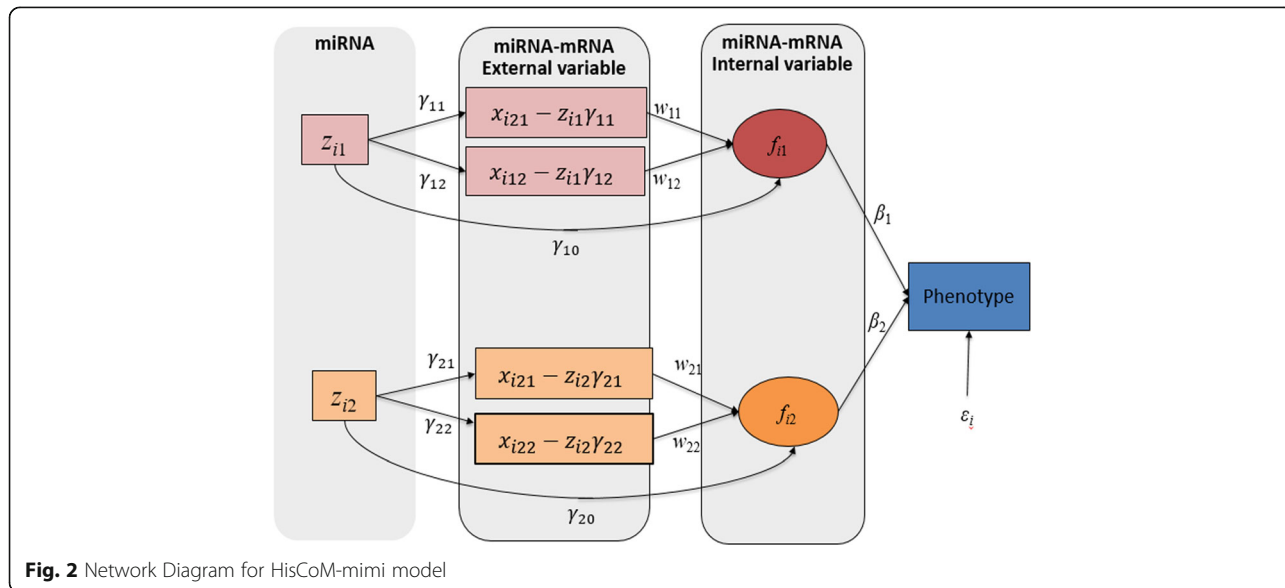 miRNA
miRNA-mRNA
External variable
miRNA-mRNA
Internal variable
γ₁₁
x_{i21} − z_{i1}γ₁₁
w₁₁
z_{i1}
f_{i1}
γ₁₂
x_{i12} − z_{i1}γ₁₂
w₁₂
γ₁₀
β₁
Phenotype
β₂
γ₂₁
x_{i21} − z_{i2}γ₂₁
w₂₁
z_{i2}
f_{i2}
γ₂₂
x_{i22} − z_{i2}γ₂₂
w₂₂
ε_i
γ₂₀
Fig. 2 Network Diagram for HisCoM-mimi model